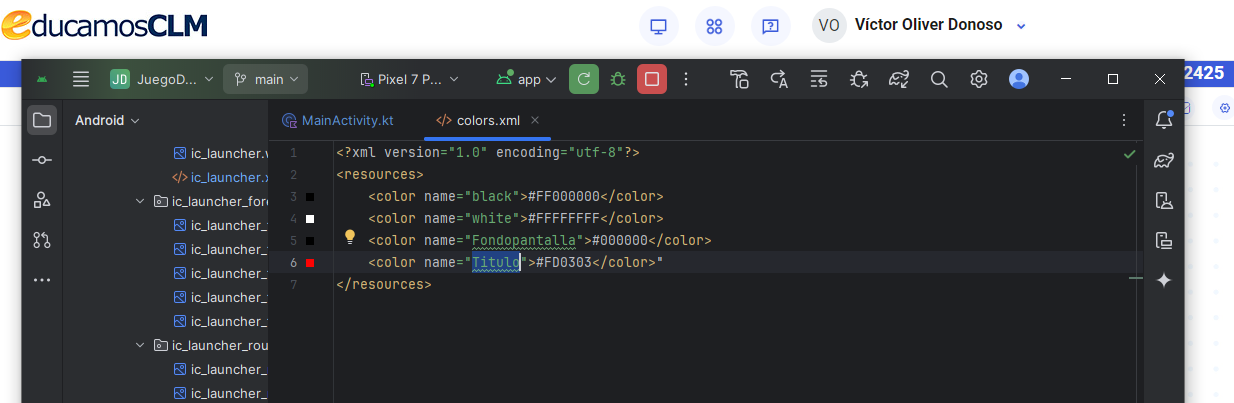 educamosCLM
VO Víctor Oliver Donoso
2425
JD JuegoD... main Pixel 7 P... app
Android
MainActivity.kt colors.xml
ic_launcher.
ic_launcher.x
ic_launcher_fore
ic_launcher_
ic_launcher_
ic_launcher_
ic_launcher_
ic_launcher_
ic_launcher_rou
ic_launcher_
ic_launcher_
1 <?xml version="1.0" encoding="utf-8"?>
2 <resources>
3 <color name="black">#FF000000</color>
4 <color name="white">#FFFFFFFF</color>
5 <color name="Fondopantalla">#000000</color>
6 <color name="Titulo">#FD0303</color>"
7 </resources>